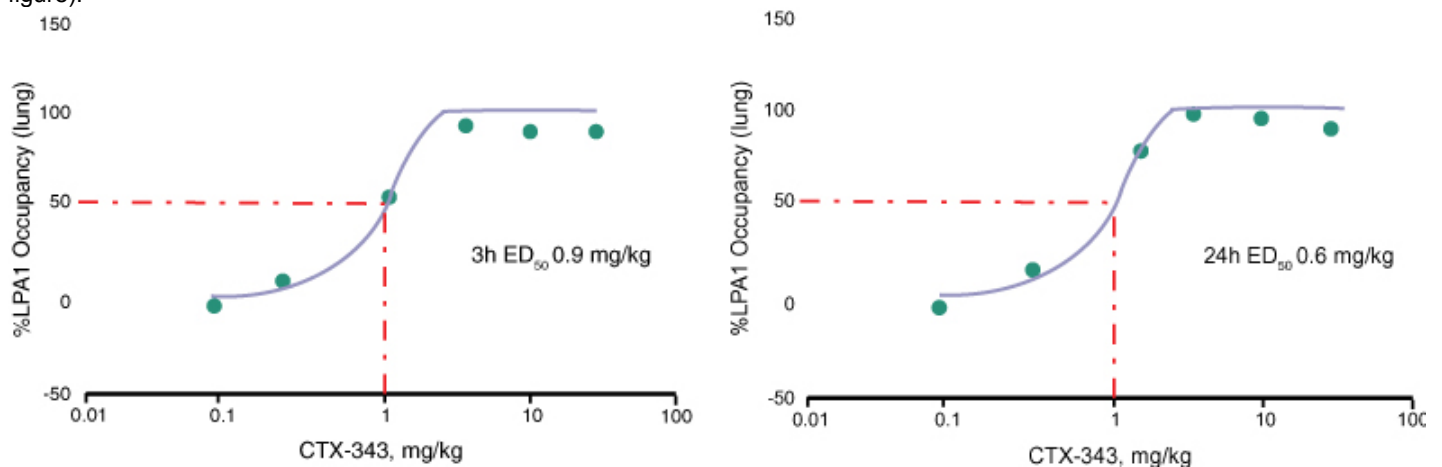 figure).
150
100
50
0
-50
%LPA1 Occupancy (lung)
3h ED₅₀ 0.9 mg/kg
0.01 0.1 1 10 100
CTX-343, mg/kg
150
100
50
0
-50
%LPA1 Occupancy (lung)
24h ED₅₀ 0.6 mg/kg
0.01 0.1 1 10 100
CTX-343, mg/kg